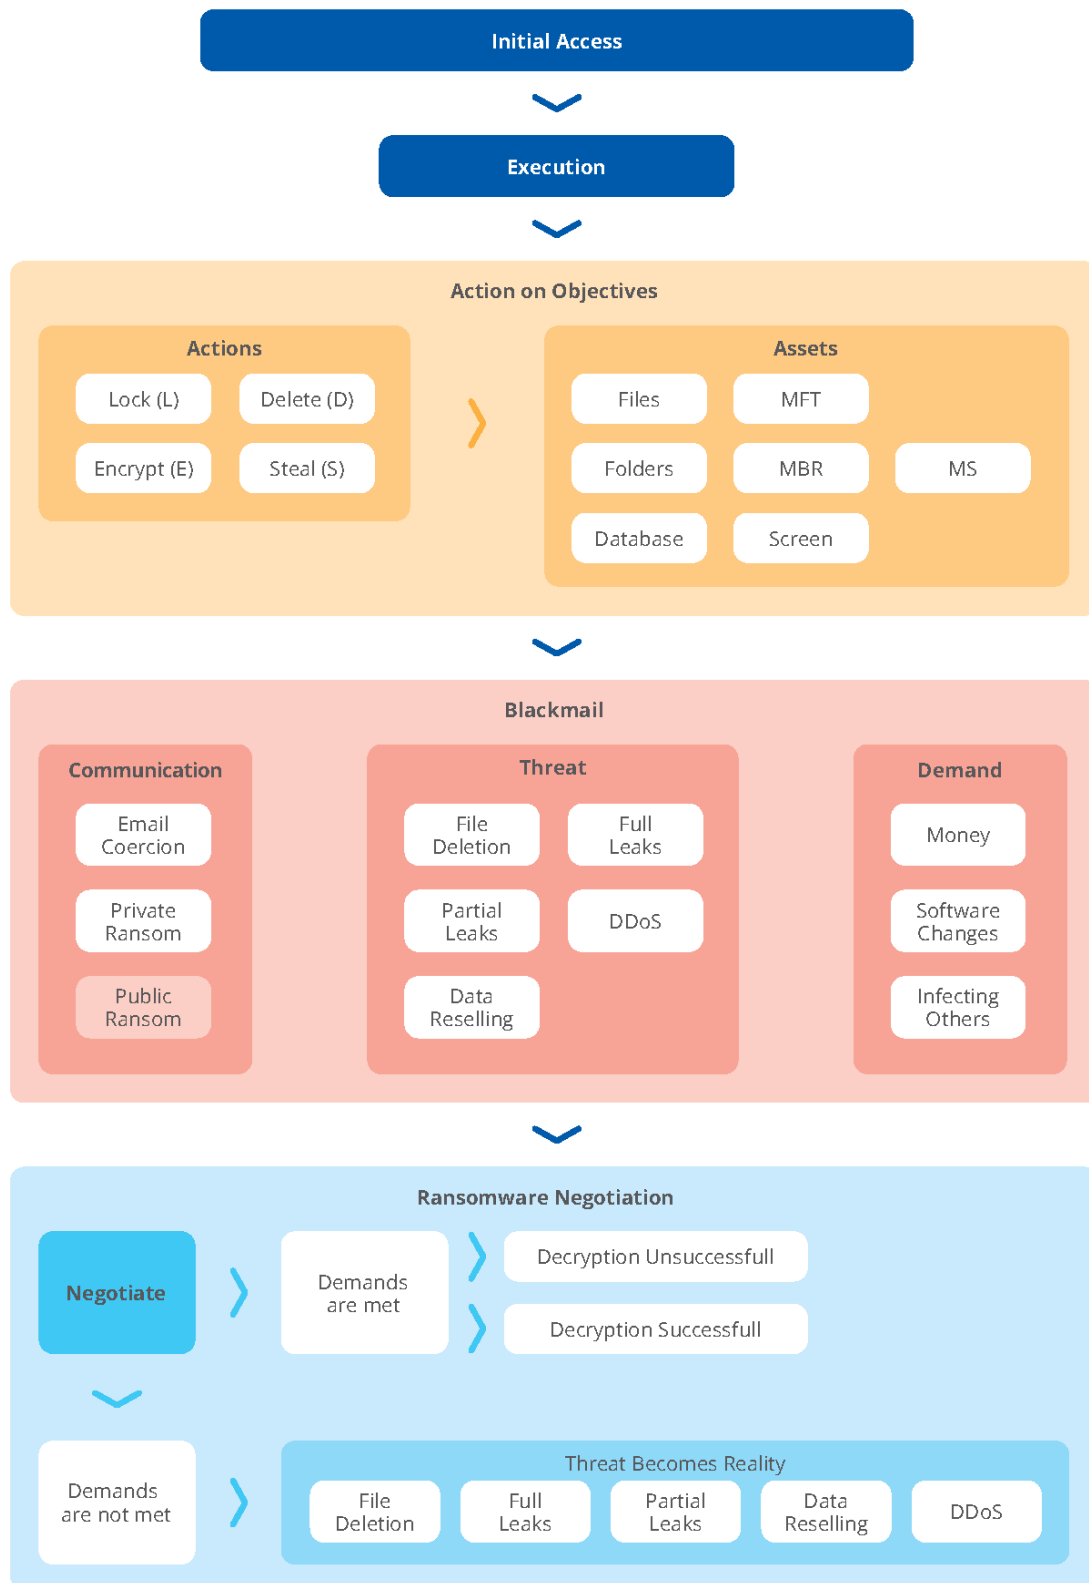 Initial Access
Execution
Action on Objectives
Actions
Lock (L)
Delete (D)
Encrypt (E)
Steal (S)
Assets
Files
MFT
Folders
MBR
MS
Database
Screen
Blackmail
Communication
Email
Coercion
Private
Ransom
Public
Ransom
Threat
File
Deletion
Full
Leaks
Partial
Leaks
DDoS
Data
Reselling
Demand
Money
Software
Changes
Infecting
Others
Ransomware Negotiation
Negotiate
Demands
are met
Decryption Unsuccessfull
Decryption Successfull
Demands
are not met
Threat Becomes Reality
File
Deletion
Full
Leaks
Partial
Leaks
Data
Reselling
DDoS